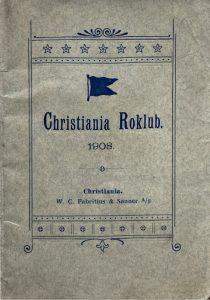 Christiania Roklub.
1908.
Christiania.
W. C. Fabritius & Sønner A/S